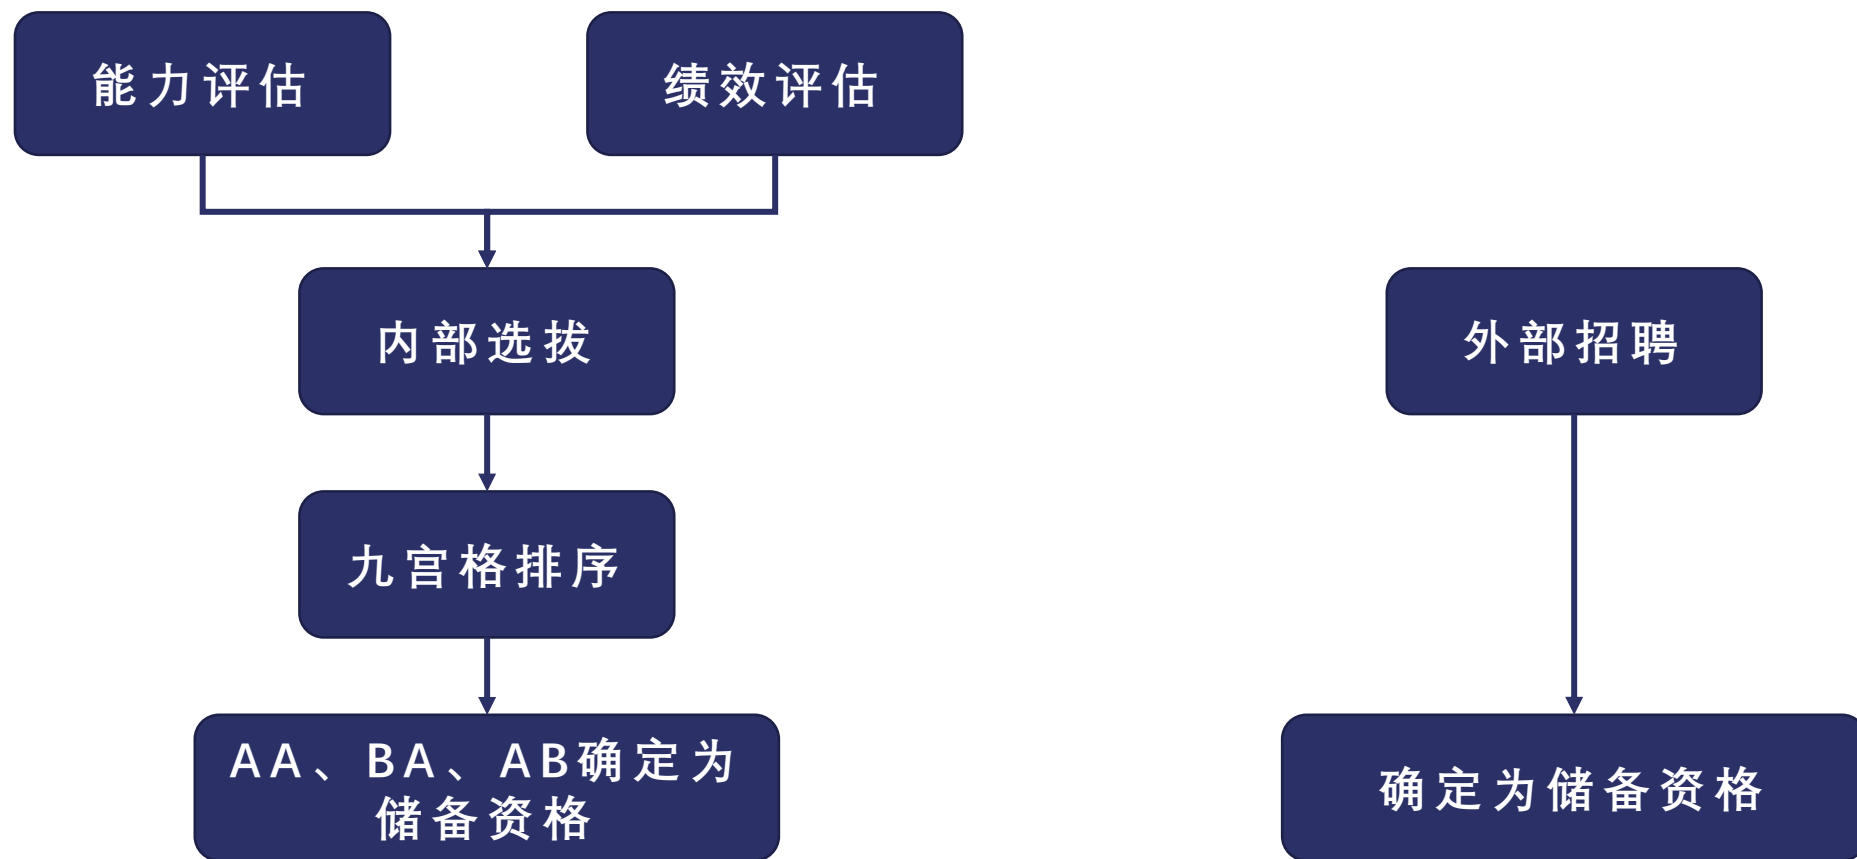 能力评估
绩效评估
内部选拔
外部招聘
九宫格排序
AA、BA、AB确定为
储备资格
确定为储备资格